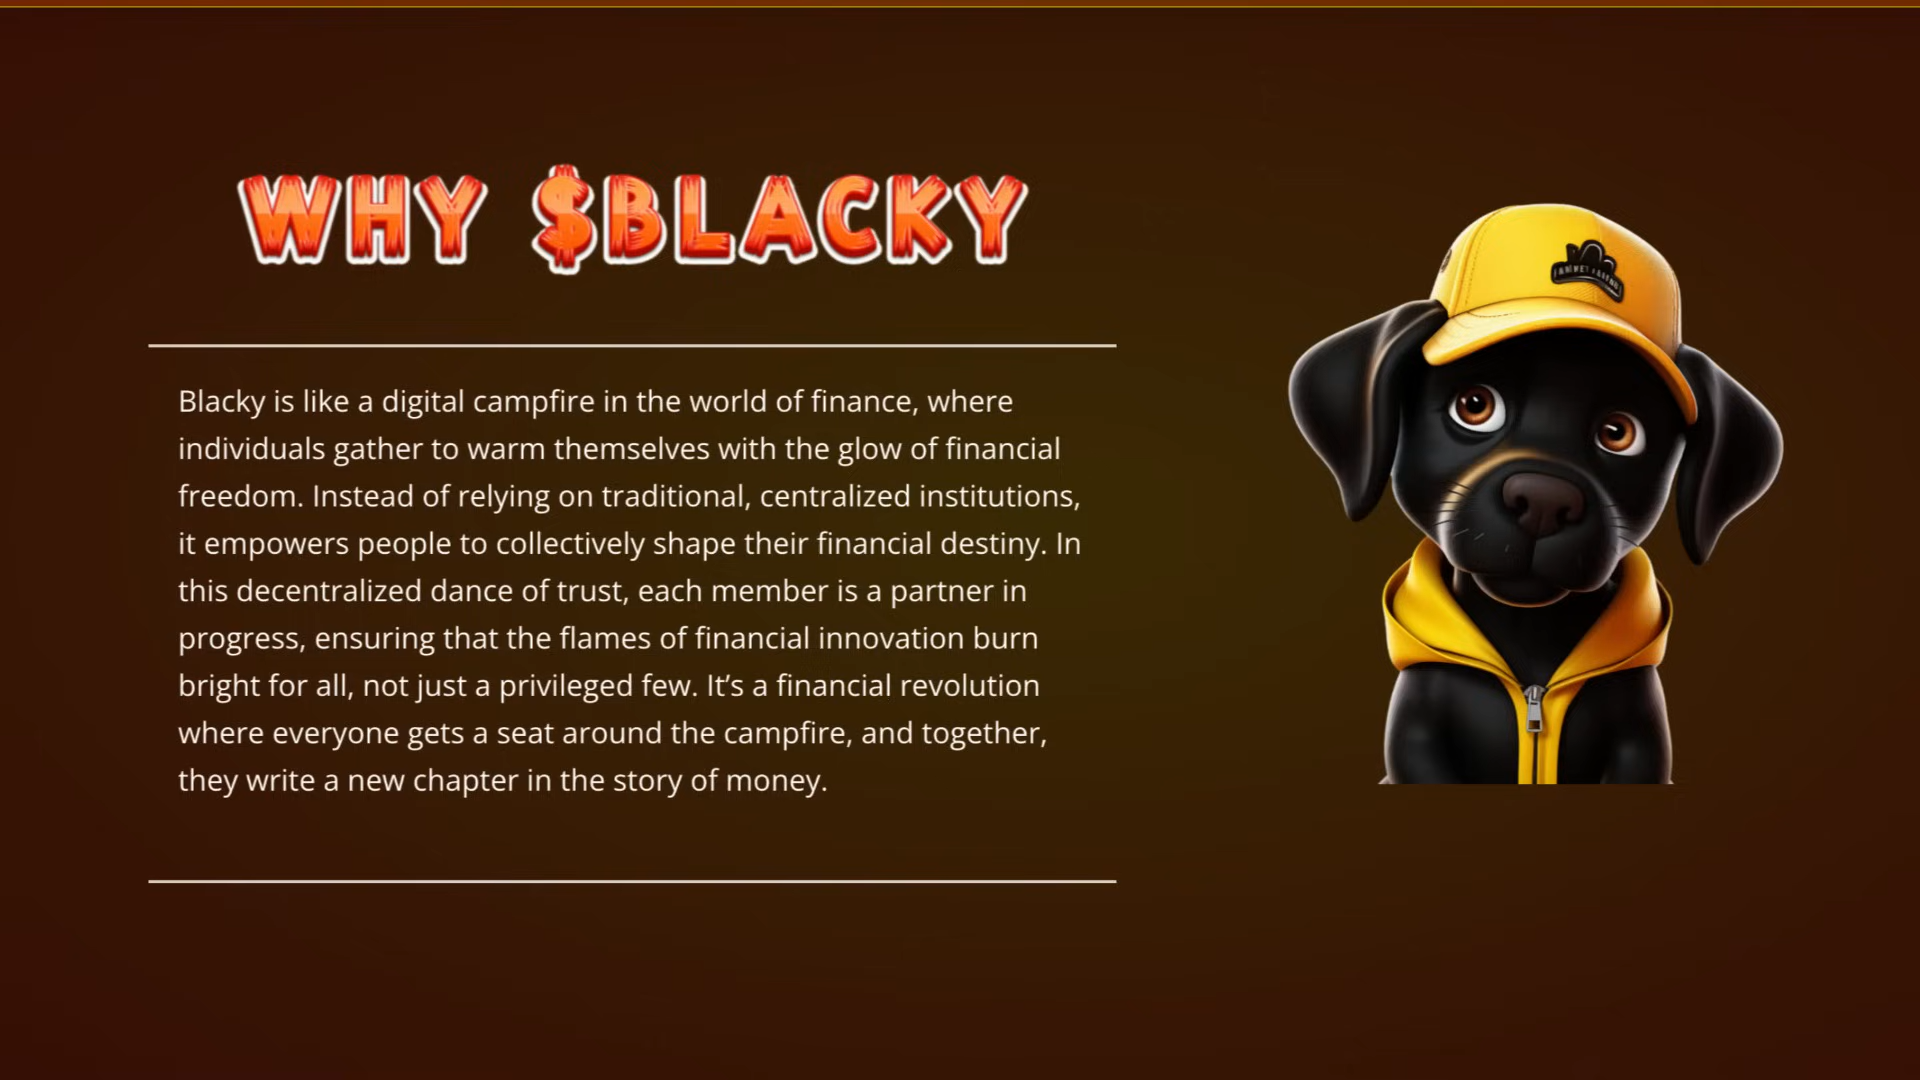 WHY $BLACKY
Blacky is like a digital campfire in the world of finance, where
individuals gather to warm themselves with the glow of financial
freedom. Instead of relying on traditional, centralized institutions,
it empowers people to collectively shape their financial destiny. In
this decentralized dance of trust, each member is a partner in
progress, ensuring that the flames of financial innovation burn
bright for all, not just a privileged few. It’s a financial revolution
where everyone gets a seat around the campfire, and together,
they write a new chapter in the story of money.